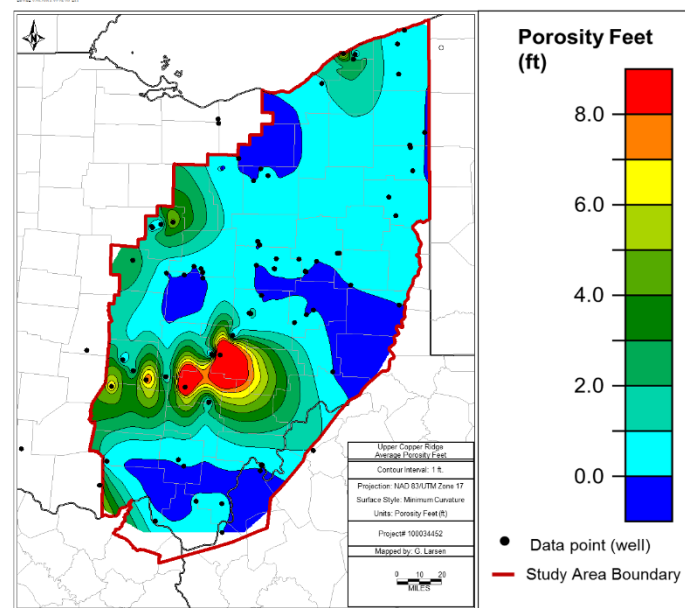 N
Upper Copper Ridge
Average Porosity Feet
Contour Interval: 1 ft.
Projection: NAD 83/UTM Zone 17
Surface Style: Minimum Curvature
Units: Porosity Feet(ft)
Project# 100034452
Mapped by: G. Larsen
0 10 20
MILES
Porosity Feet
(ft)
8.0
6.0
4.0
2.0
0.0
Data point (well)
Study Area Boundary